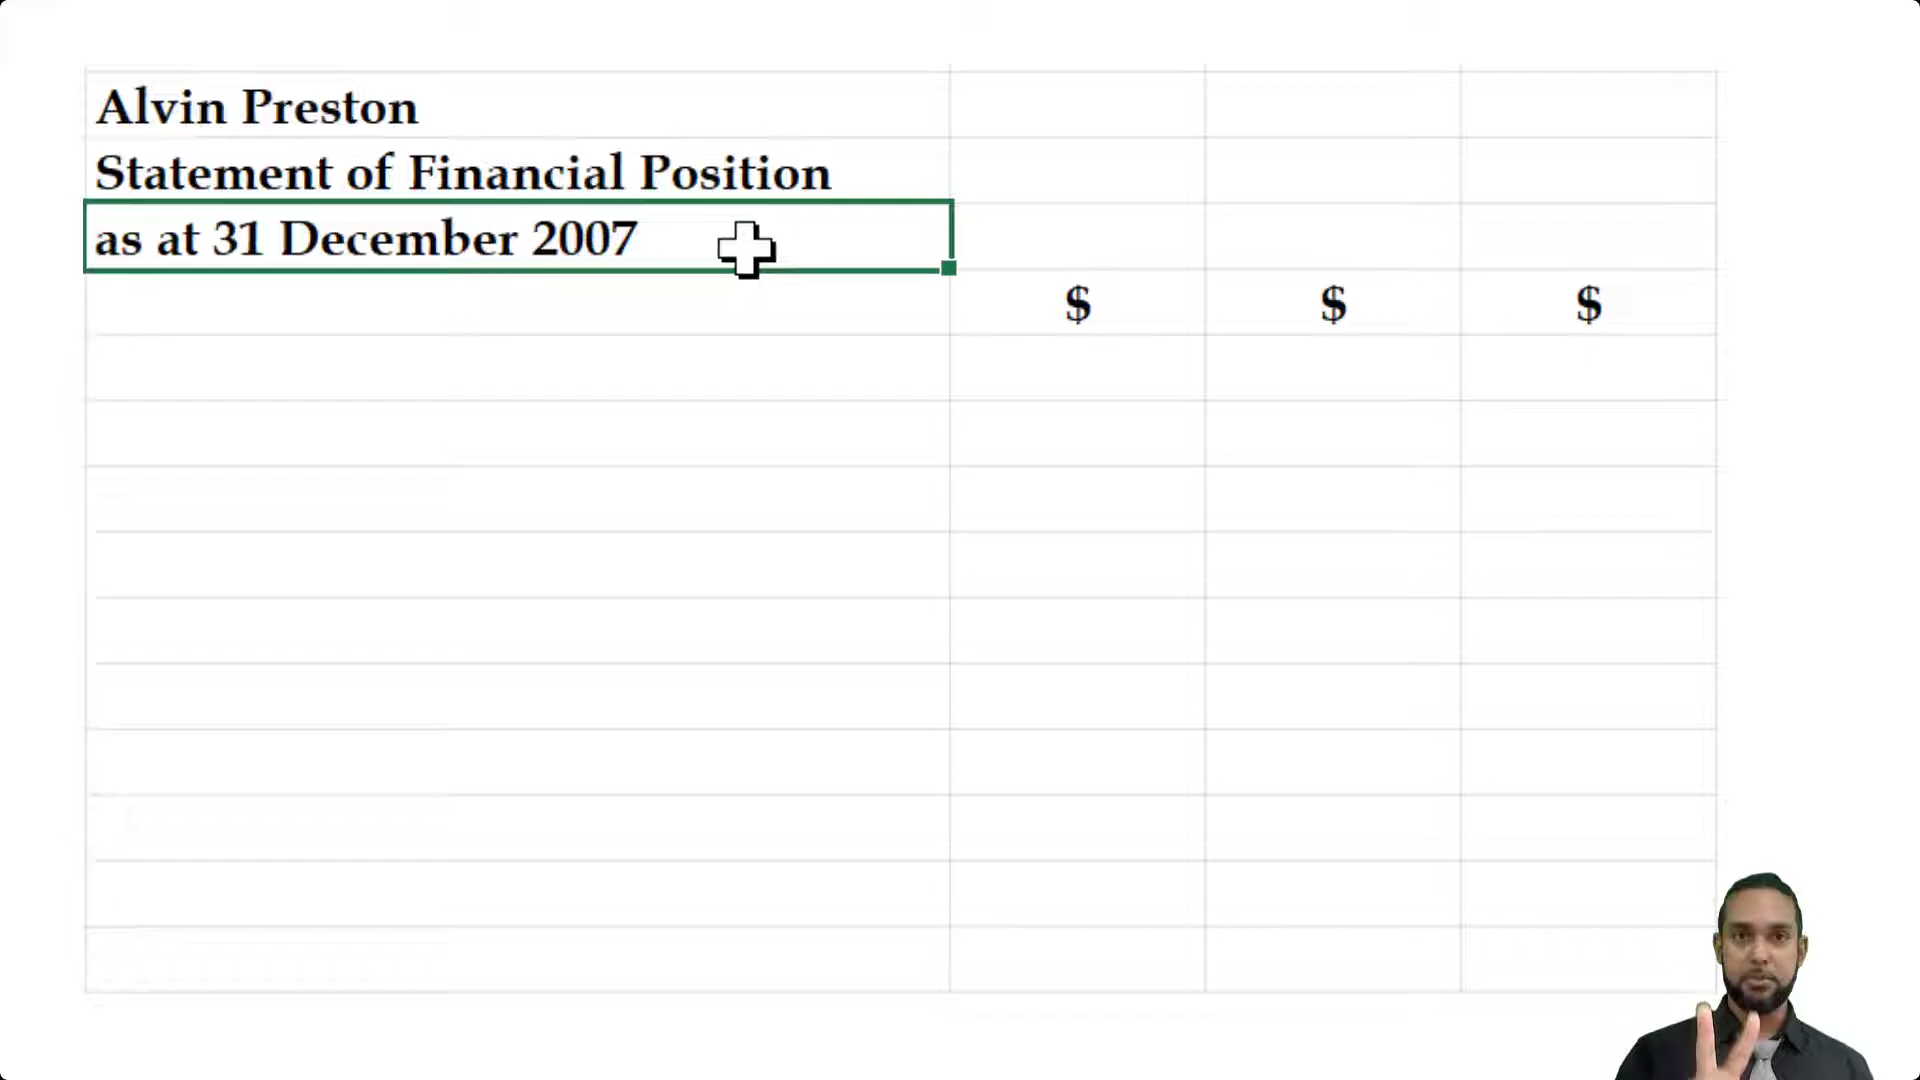 Alvin Preston
Statement of Financial Position
as at 31 December 2007
$ $ $